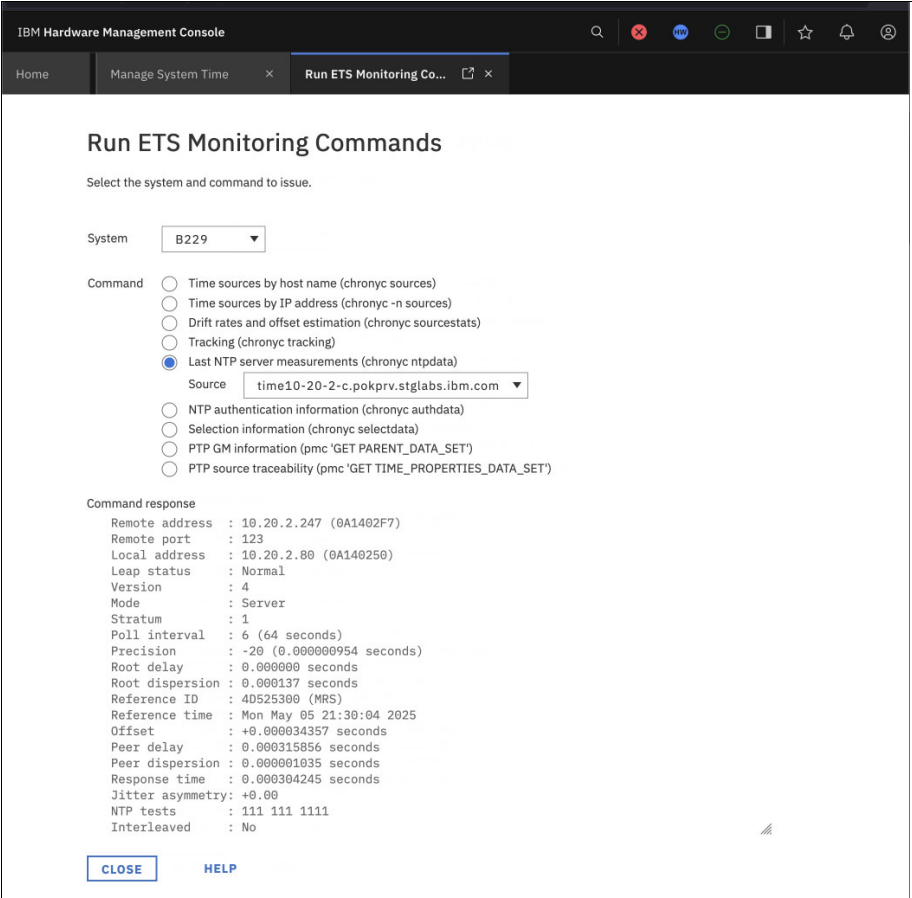 IBM Hardware Management Console
HW
Home
Manage System Time ×
Run ETS Monitoring Co... ×
Run ETS Monitoring Commands
Select the system and command to issue.
System B229
Command Time sources by host name (chronyc sources)
Time sources by IP address (chronyc -n sources)
Drift rates and offset estimation (chronyc sourcestats)
Tracking (chronyc tracking)
Last NTP server measurements (chronyc ntpdata)
Source time10-20-2-c.pokprv.stglabs.ibm.com
NTP authentication information (chronyc authdata)
Selection information (chronyc selectdata)
PTP GM information (pmc 'GET PARENT_DATA_SET')
PTP source traceability (pmc 'GET TIME_PROPERTIES_DATA_SET')
Command response
Remote address : 10.20.2.247 (0A1402F7)
Remote port : 123
Local address : 10.20.2.80 (0A140250)
Leap status : Normal
Version : 4
Mode : Server
Stratum : 1
Poll interval : 6 (64 seconds)
Precision : -20 (0.000000954 seconds)
Root delay : 0.000000 seconds
Root dispersion : 0.000137 seconds
Reference ID : 4D525300 (MRS)
Reference time : Mon May 05 21:30:04 2025
Offset : +0.000034357 seconds
Peer delay : 0.000315856 seconds
Peer dispersion : 0.000001035 seconds
Response time : 0.000304245 seconds
Jitter asymmetry: +0.00
NTP tests : 111 111 1111
Interleaved : No
CLOSE HELP